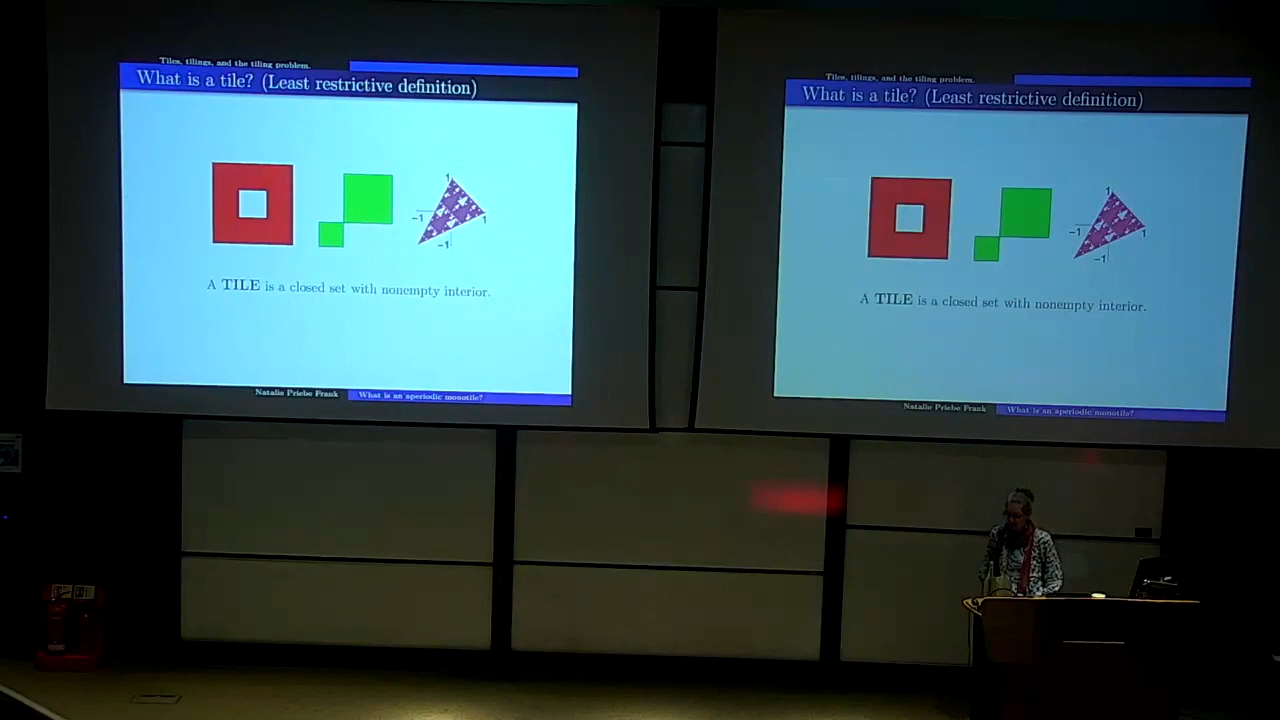 Tiles, tilings, and the tiling problem.
What is a tile? (Least restrictive definition)
1
−1
1
−1
A TILE is a closed set with nonempty interior.
Natalie Priebe Frank
What is an aperiodic monotile?
Tiles, tilings, and the tiling problem.
What is a tile? (Least restrictive definition)
1
−1
1
−1
A TILE is a closed set with nonempty interior.
Natalie Priebe Frank
What is an aperiodic monotile?